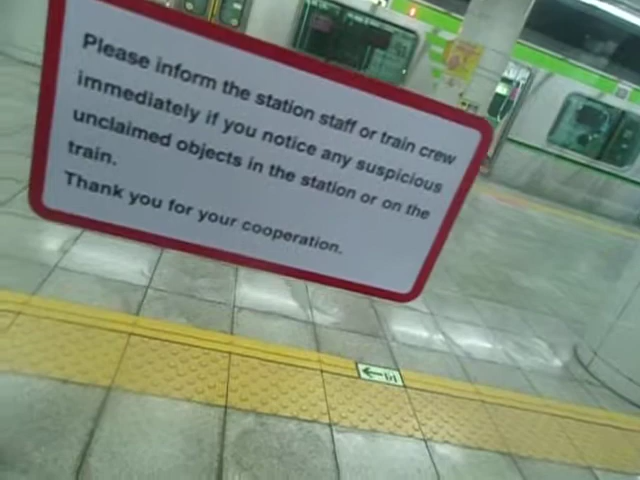 Please inform the station staff or train crew
immediately if you notice any suspicious
unclaimed objects in the station or on the
train.
Thank you for your cooperation.